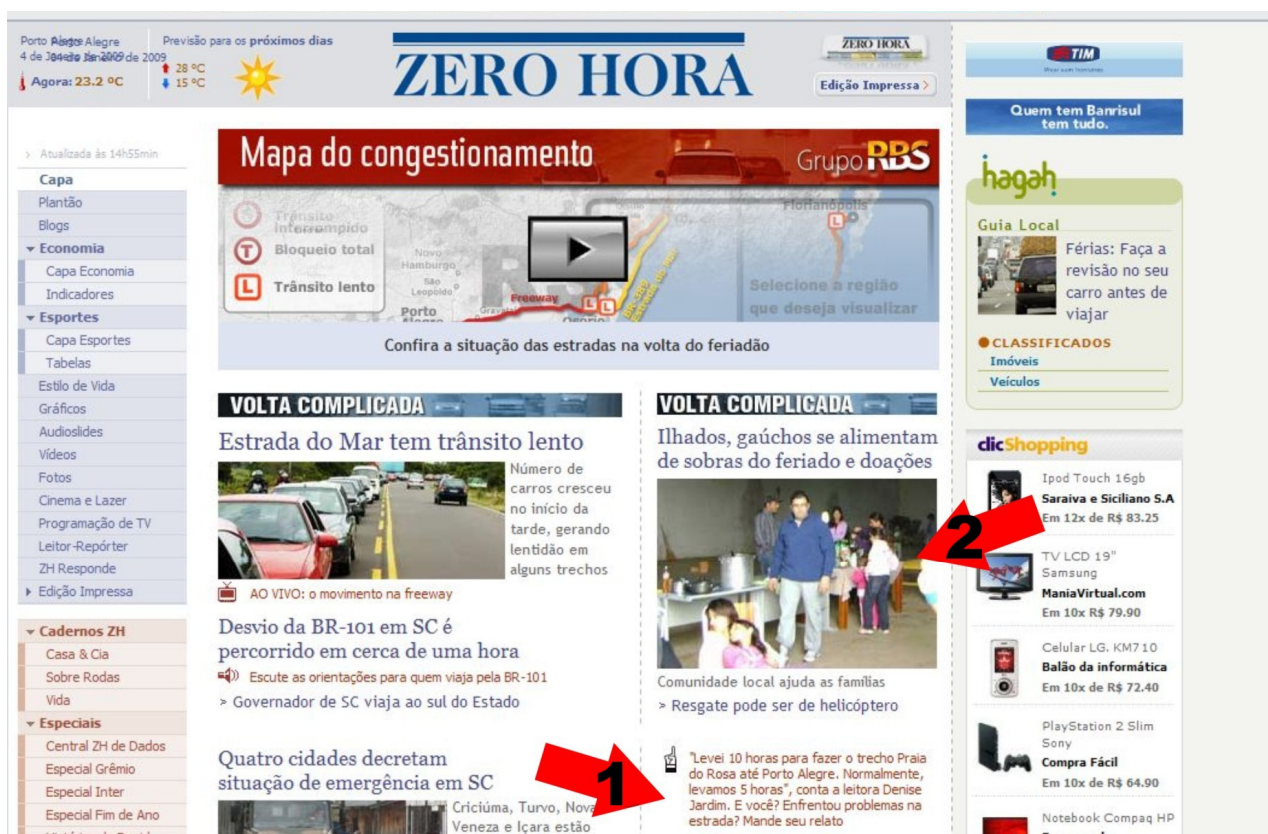 Porto Alegre
4 de Janeiro de 2009
Agora: 23.2 ºC
Previsão para os próximos dias
28 ºC
15 ºC
ZERO HORA
ZERO HORA
Edição Impressa >
TIM
Quem tem Banrisul
tem tudo.
> Atualizada às 14h55min
Capa
Plantão
Blogs
Economia
Capa Economia
Indicadores
Esportes
Capa Esportes
Tabelas
Estilo de Vida
Gráficos
Audioslides
Vídeos
Fotos
Cinema e Lazer
Programação de TV
Leitor-Repórter
ZH Responde
Edição Impressa
Cadernos ZH
Casa & Cia
Sobre Rodas
Vida
Especiais
Central ZH de Dados
Especial Grêmio
Especial Inter
Especial Fim de Ano
Mapa do congestionamento
Grupo RBS
Trânsito
interrompido
T Bloqueio total
L Trânsito lento
Novo
Hamburgo
São
Leopoldo
Porto
Alegre
Freeway
Osório
Florianópolis
L
L L
Selecione a região
que deseja visualizar
Confira a situação das estradas na volta do feriadão
VOLTA COMPLICADA
Estrada do Mar tem trânsito lento
Número de
carros cresceu
no início da
tarde, gerando
lentidão em
alguns trechos
AO VIVO: o movimento na freeway
Desvio da BR-101 em SC é
percorrido em cerca de uma hora
Escute as orientações para quem viaja pela BR-101
> Governador de SC viaja ao sul do Estado
Quatro cidades decretam
situação de emergência em SC
Criciúma, Turvo, Nova
Veneza e Içara estão
VOLTA COMPLICADA
Ilhados, gaúchos se alimentam
de sobras do feriado e doações
2
Comunidade local ajuda as famílias
> Resgate pode ser de helicóptero
1
"Levei 10 horas para fazer o trecho Praia
do Rosa até Porto Alegre. Normalmente,
levamos 5 horas", conta a leitora Denise
Jardim. E você? Enfrentou problemas na
estrada? Mande seu relato
hagah
Guia Local
Férias: Faça a
revisão no seu
carro antes de
viajar
CLASSIFICADOS
Imóveis
Veículos
clicShopping
Ipod Touch 16gb
Saraiva e Siciliano S.A
Em 12x de R$ 83.25
TV LCD 19"
Samsung
ManiaVirtual.com
Em 10x R$ 79.90
Celular LG. KM710
Balão da informática
Em 10x de R$ 72.40
PlayStation 2 Slim
Sony
Compra Fácil
Em 10x de R$ 64.90
Notebook Compaq HP